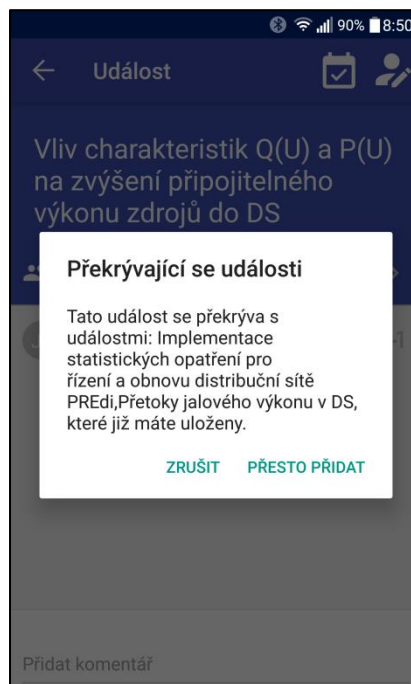 90% 8:50
Událost
Vliv charakteristik Q(U) a P(U)
na zvýšení připojitelného
výkonu zdrojů do DS
Překrývající se události
Tato událost se překrýva s
událostmi: Implementace
statistických opatření pro
řízení a obnovu distribuční sítě
PREdi,Přetoky jalového výkonu v DS,
které již máte uloženy.
ZRUŠIT PŘESTO PŘIDAT
Přidat komentář